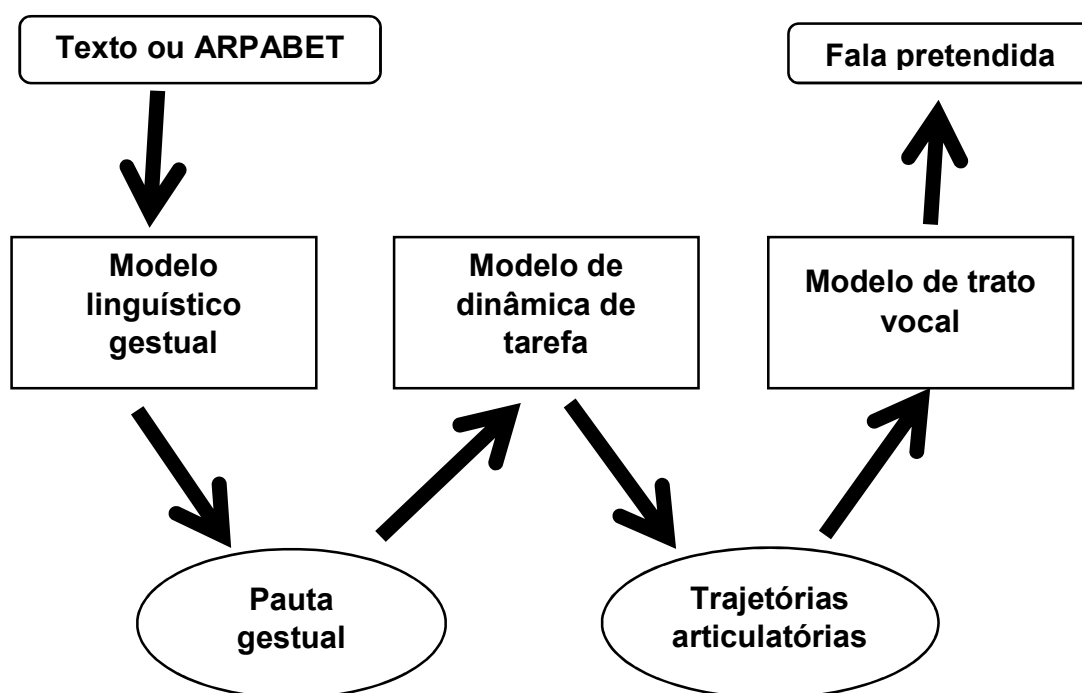 Texto ou ARPABET
Fala pretendida
Modelo
linguístico
gestual
Modelo de
dinâmica de
tarefa
Modelo de trato
vocal
Pauta
gestual
Trajetórias
articulatórias